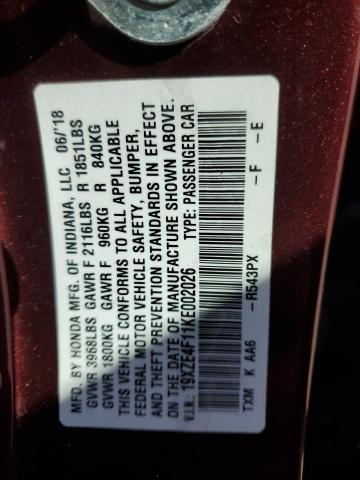 MFD. BY HONDA MFG. OF INDIANA, LLC 06/'18
GVWR 3968LBS GAWR F 2116LBS R 1851LBS
GVWR 1800KG GAWR F 960KG R 840KG
THIS VEHICLE CONFORMS TO ALL APPLICABLE
FEDERAL MOTOR VEHICLE SAFETY, BUMPER,
AND THEFT PREVENTION STANDARDS IN EFFECT
ON THE DATE OF MANUFACTURE SHOWN ABOVE.
V.I.N.: 19XZE4F11KE002026 TYPE: PASSENGER CAR
-R543PX -F -E
TXM K AA6